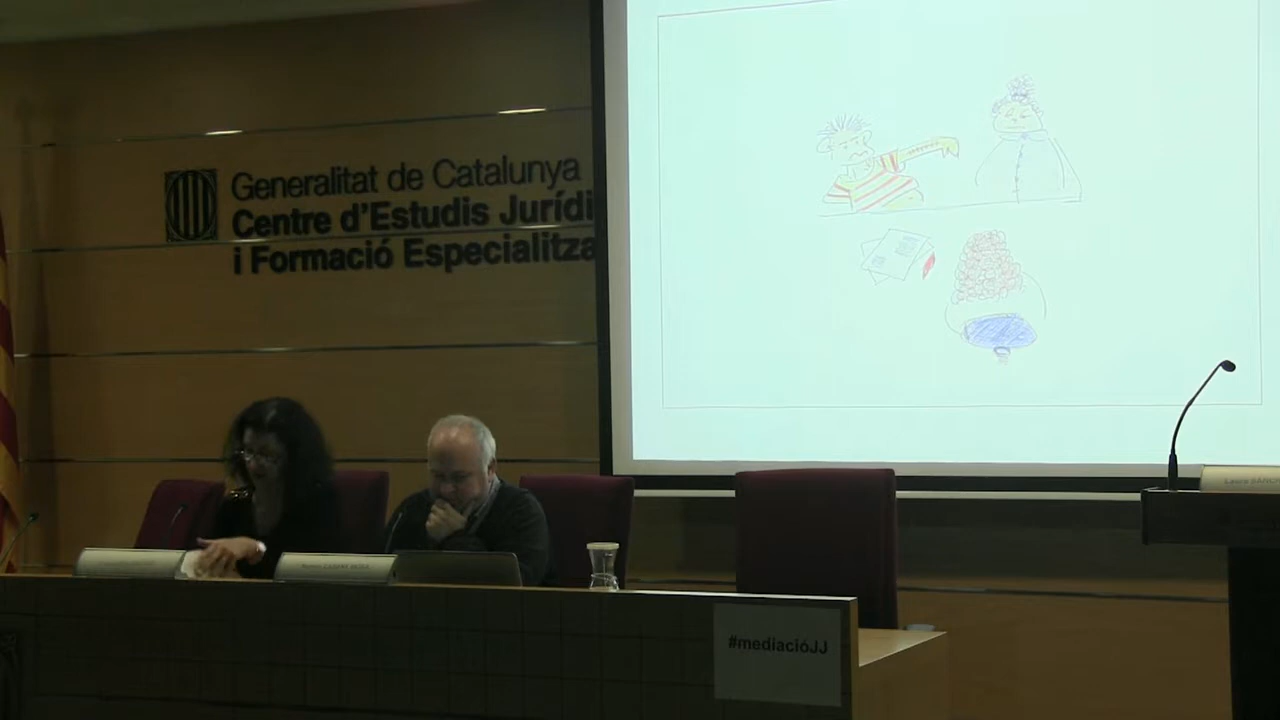 Generalitat de Catalunya
Centre d'Estudis Jurídi
i Formació Especialitza
#mediacióJJ